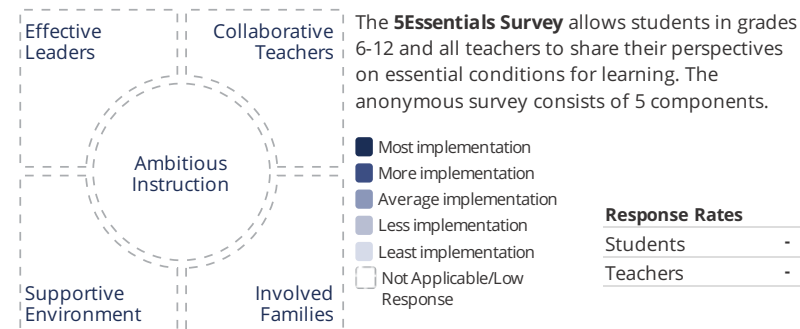 Effective
Leaders
Collaborative
Teachers
Ambitious
Instruction
Supportive
Environment
Involved
Families
The 5Essentials Survey allows students in grades
6-12 and all teachers to share their perspectives
on essential conditions for learning. The
anonymous survey consists of 5 components.
Most implementation
More implementation
Average implementation
Less implementation
Least implementation
Not Applicable/Low
Response
Response Rates
Students -
Teachers -